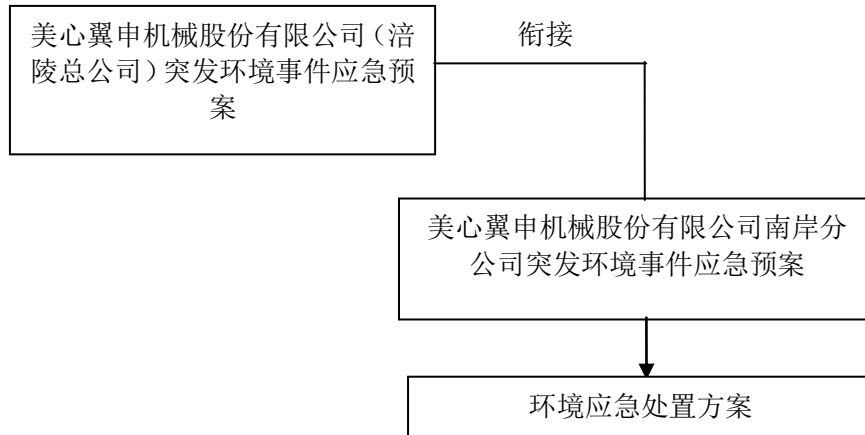 美心翼申机械股份有限公司（涪
陵总公司）突发环境事件应急预
案
衔接
美心翼申机械股份有限公司南岸分
公司突发环境事件应急预案
环境应急处置方案